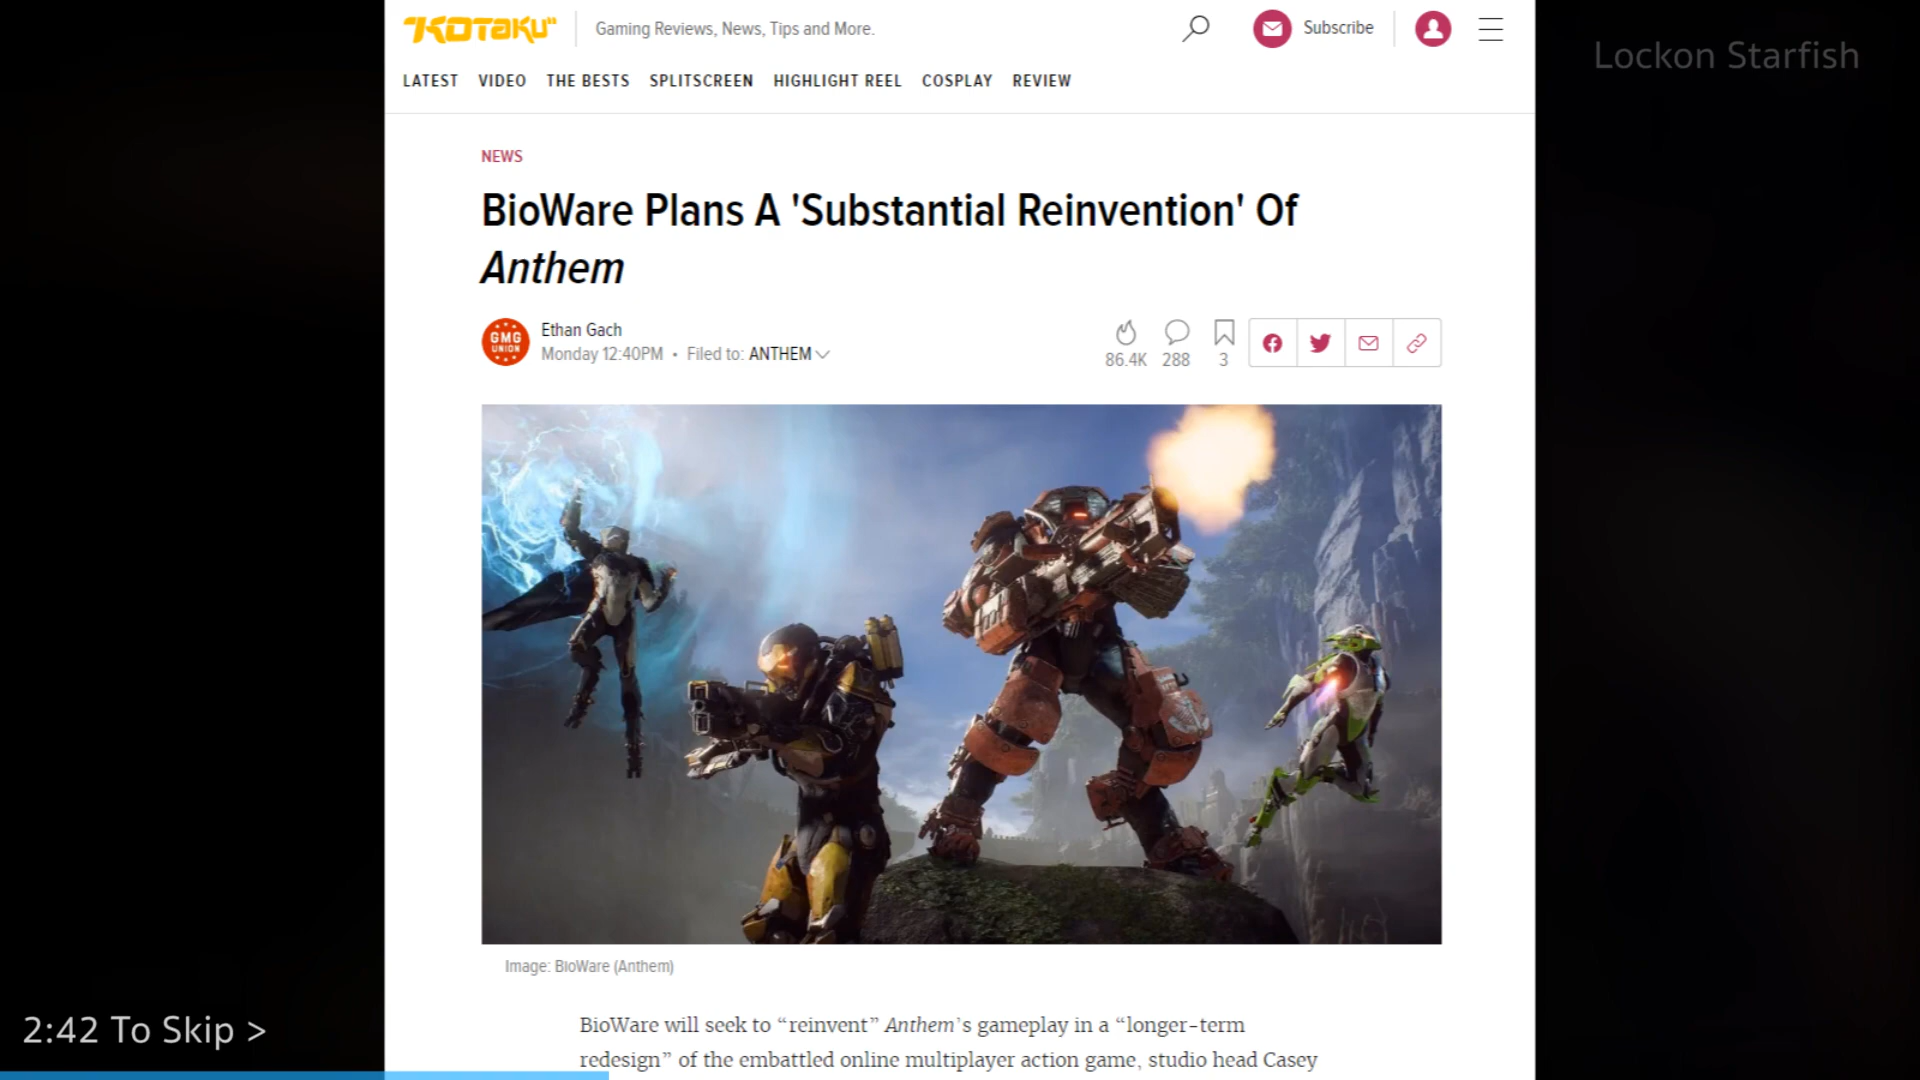 KOTAKU
Gaming Reviews, News, Tips and More.
Subscribe
Lockon Starfish
LATEST VIDEO THE BESTS SPLITSCREEN HIGHLIGHT REEL COSPLAY REVIEW
NEWS
BioWare Plans A 'Substantial Reinvention' Of
Anthem
GMG
UNION
Ethan Gach
Monday 12:40PM • Filed to: ANTHEM
86.4K 288 3
Image: BioWare (Anthem)
BioWare will seek to “reinvent” Anthem’s gameplay in a “longer-term
redesign” of the embattled online multiplayer action game, studio head Casey
2:42 To Skip >